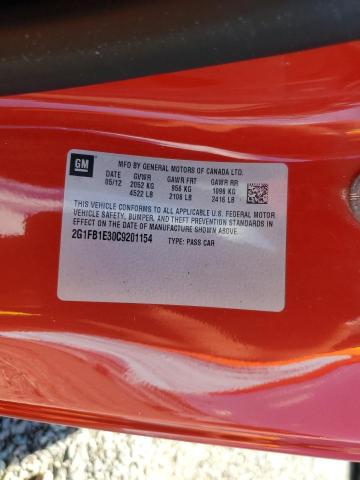 GM
MFD BY GENERAL MOTORS OF CANADA LTD.
DATE GVWR GAWR FRT GAWR RR
05/12 2052 KG 956 KG 1096 KG
4522 LB 2106 LB 2416 LB
THIS VEHICLE CONFORMS TO ALL APPLICABLE U.S. FEDERAL MOTOR
VEHICLE SAFETY, BUMPER, AND THEFT PREVENTION STANDARDS IN
EFFECT ON THE DATE OF MANUFACTURE SHOWN ABOVE.
2G1FB1E30C9201154 TYPE: PASS CAR